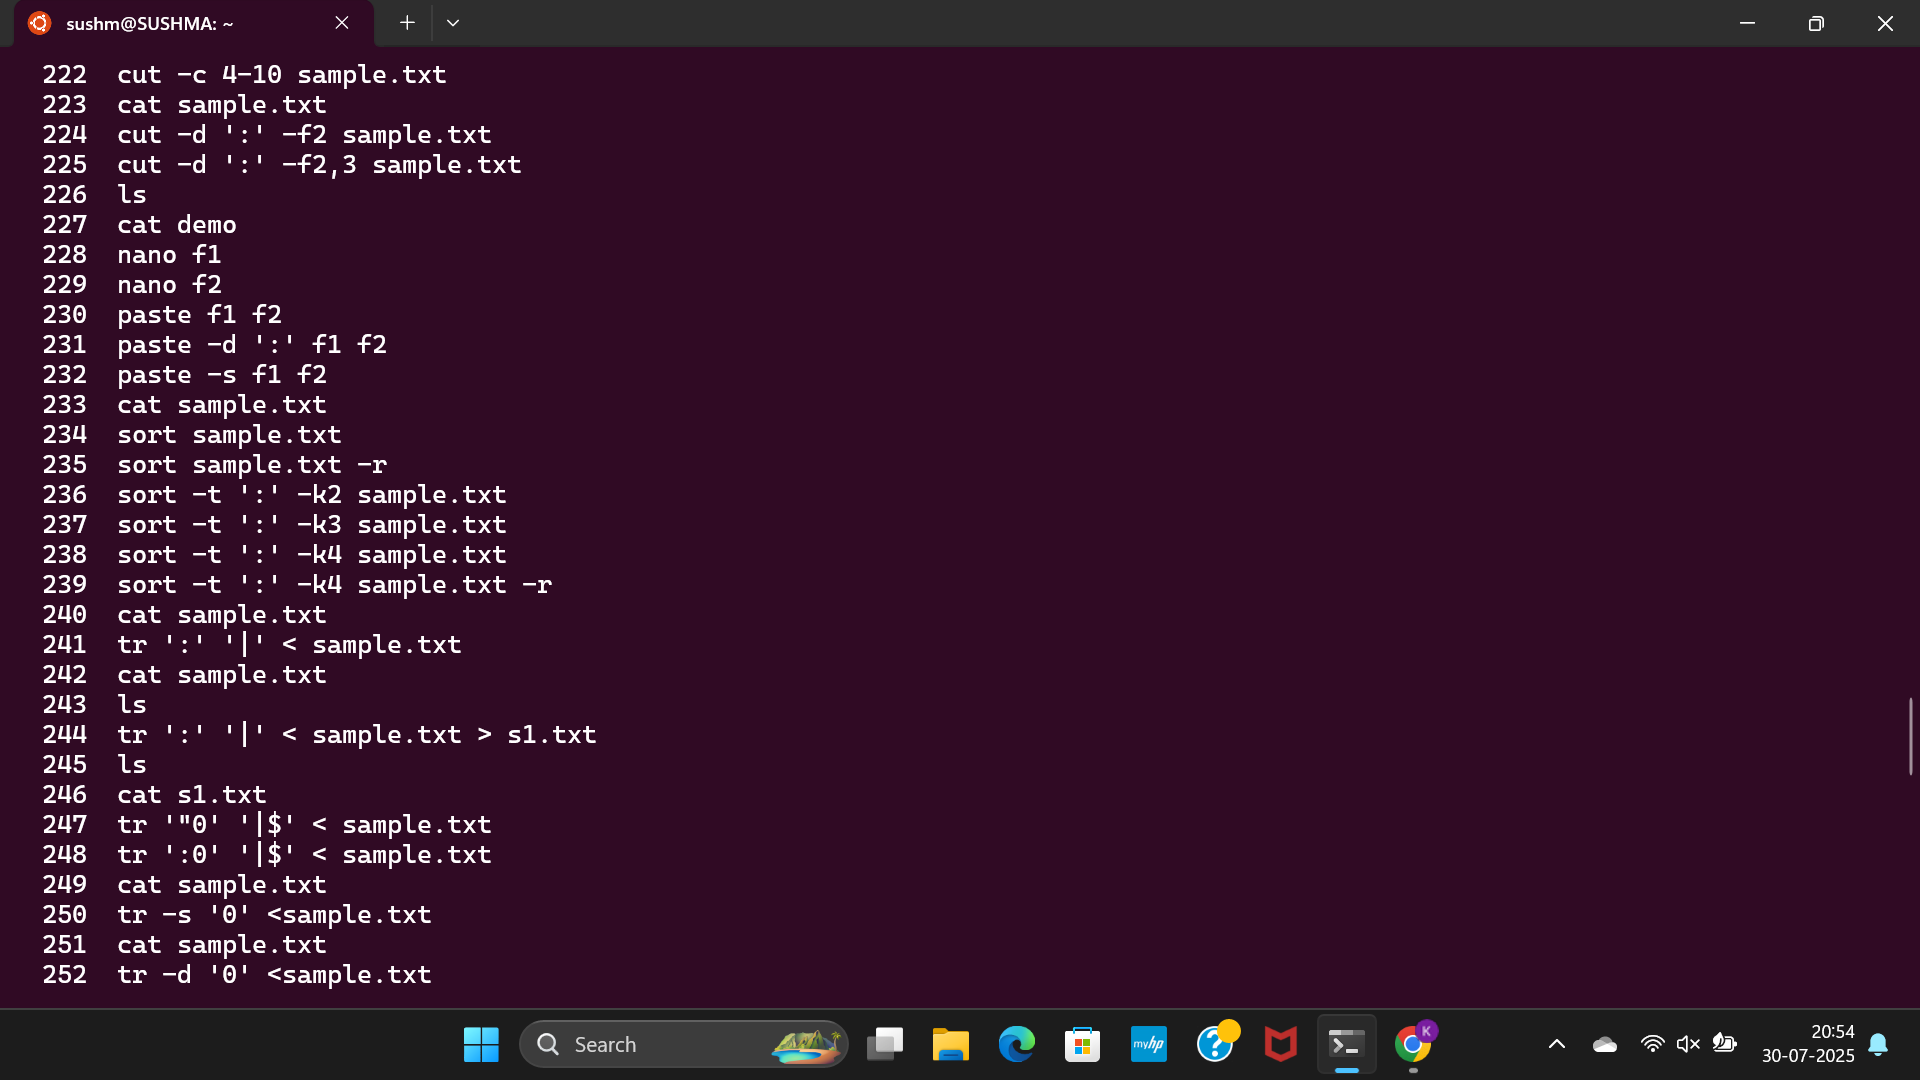 sushm@SUSHMA: ~
222 cut -c 4-10 sample.txt
223 cat sample.txt
224 cut -d ':' -f2 sample.txt
225 cut -d ':' -f2,3 sample.txt
226 ls
227 cat demo
228 nano f1
229 nano f2
230 paste f1 f2
231 paste -d ':' f1 f2
232 paste -s f1 f2
233 cat sample.txt
234 sort sample.txt
235 sort sample.txt -r
236 sort -t ':' -k2 sample.txt
237 sort -t ':' -k3 sample.txt
238 sort -t ':' -k4 sample.txt
239 sort -t ':' -k4 sample.txt -r
240 cat sample.txt
241 tr ':' '|' < sample.txt
242 cat sample.txt
243 ls
244 tr ':' '|' < sample.txt > s1.txt
245 ls
246 cat s1.txt
247 tr '"0' '|$' < sample.txt
248 tr ':0' '|$' < sample.txt
249 cat sample.txt
250 tr -s '0' <sample.txt
251 cat sample.txt
252 tr -d '0' <sample.txt
Search
myhp
?
K
20:54
30-07-2025